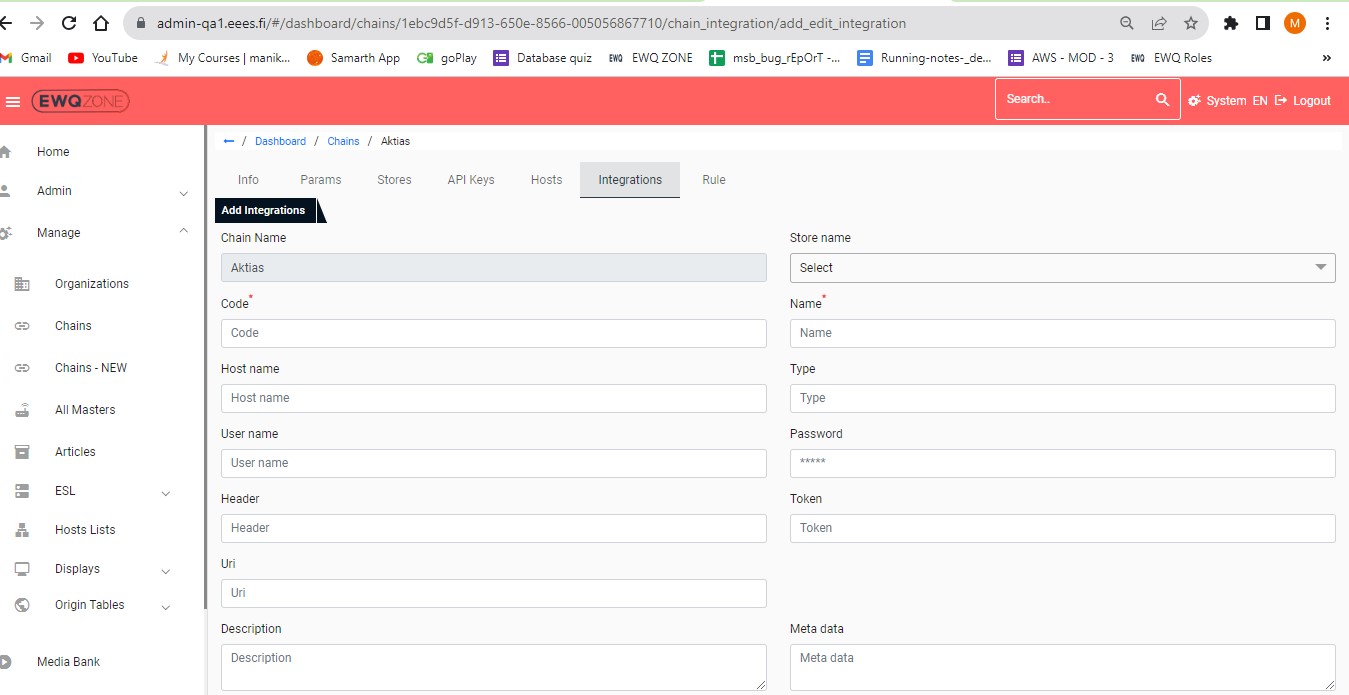 admin-qa1.eees.fi/#/dashboard/chains/1ebc9d5f-d913-650e-8566-005056867710/chain_integration/add_edit_integration
M
Gmail YouTube My Courses | manik... Samarth App goPlay Database quiz EWQ EWQ ZONE msb_bug_rEpOrT -... Running-notes-_de... AWS - MOD - 3 EWQ EWQ Roles »
EWQZONE Search.. System EN Logout
← / Dashboard / Chains / Aktias
Info Params Stores API Keys Hosts Integrations Rule
Home
Admin
Manage
Organizations
Chains
Chains - NEW
All Masters
Articles
ESL
Hosts Lists
Displays
Origin Tables
Media Bank
Add Integrations
Chain Name Store name
Aktias Select
Code* Name*
Code Name
Host name Type
Host name Type
User name Password
User name *****
Header Token
Header Token
Uri
Uri
Description Meta data
Description Meta data